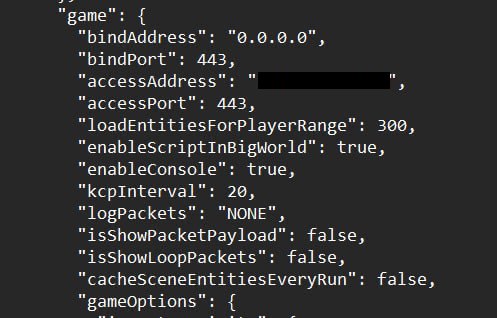 "game": {
"bindAddress": "0.0.0.0",
"bindPort": 443,
"accessAddress": "",
"accessPort": 443,
"loadEntitiesForPlayerRange": 300,
"enableScriptInBigWorld": true,
"enableConsole": true,
"kcpInterval": 20,
"logPackets": "NONE",
"isShowPacketPayload": false,
"isShowLoopPackets": false,
"cacheSceneEntitiesEveryRun": false,
"gameOptions": {